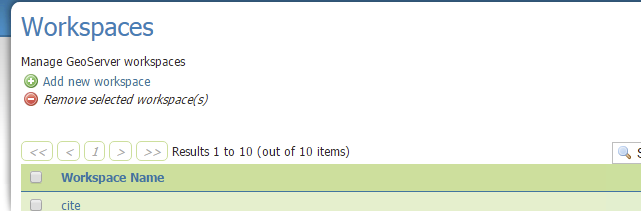 Workspaces
Manage GeoServer workspaces
Add new workspace
Remove selected workspace(s)
<< < 1 > >> Results 1 to 10 (out of 10 items)
Workspace Name
cite